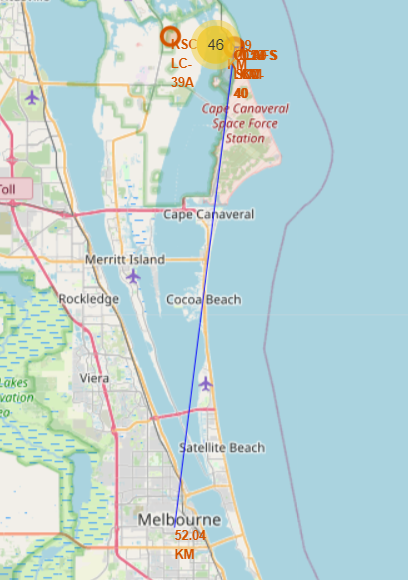 KSC
LC-
39A
46
40
Cape Canaveral
Space Force
Station
Toll
Cape Canaveral
Merritt Island
Rockledge
Cocoa Beach
Viera
Lakes
Satellite Beach
Melbourne
52.04
KM